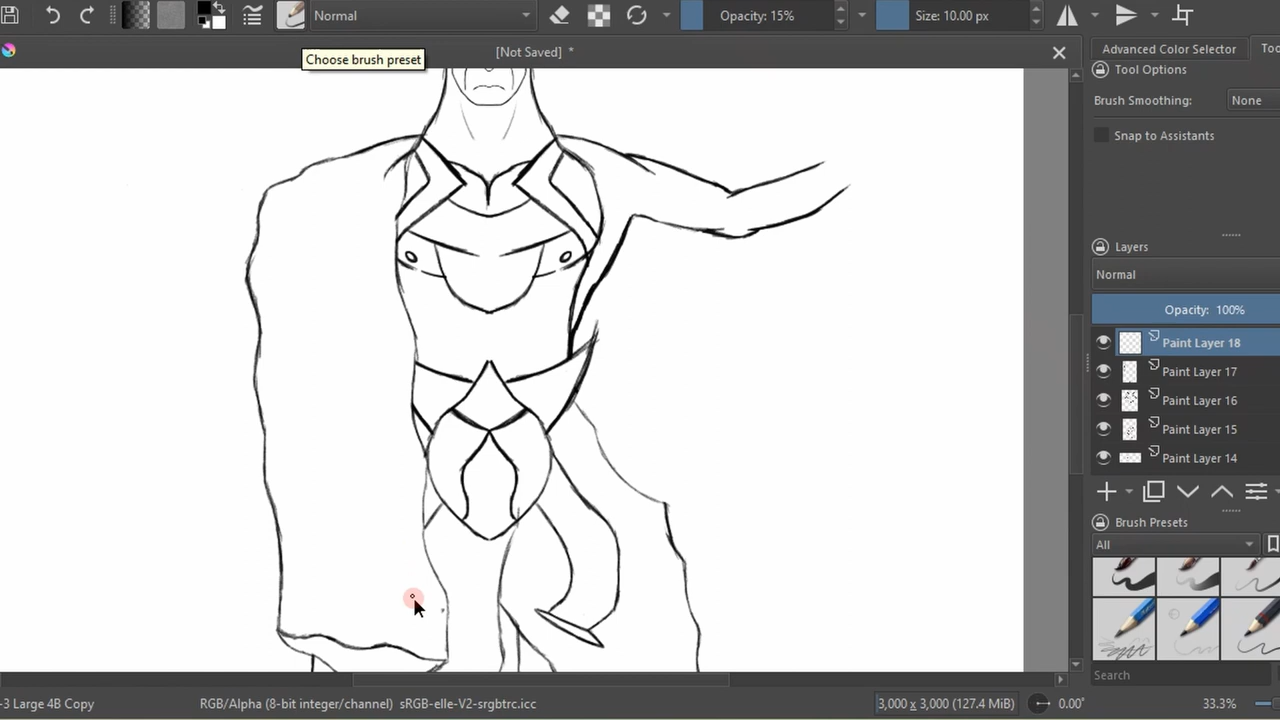 Normal
Opacity: 15%
Size: 10.00 px
Choose brush preset
[Not Saved] *
Advanced Color Selector
Tool Options
Brush Smoothing:
None
Snap to Assistants
Layers
Normal
Opacity: 100%
Paint Layer 18
Paint Layer 17
Paint Layer 16
Paint Layer 15
Paint Layer 14
Brush Presets
All
Search
-3 Large 4B Copy
RGB/Alpha (8-bit integer/channel) sRGB-elle-V2-srgbtrc.icc
3,000 x 3,000 (127.4 MiB)
0.00°
33.3%